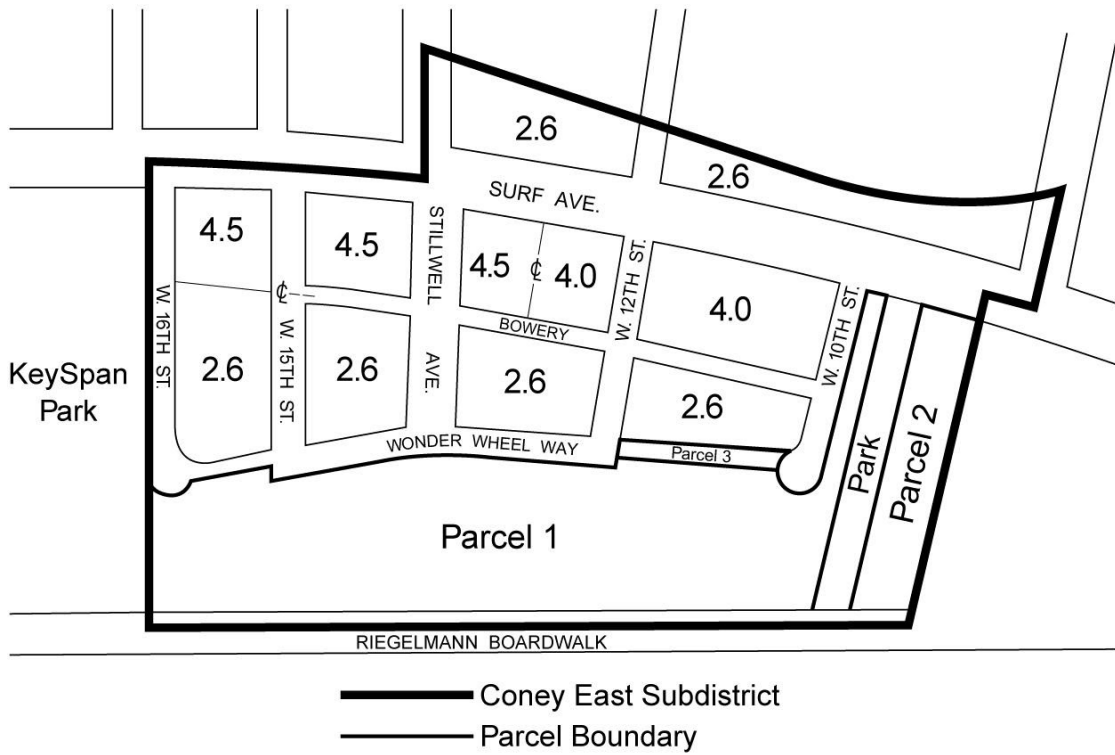 2.6
2.6
SURF AVE.
4.5
4.5
STILLWELL
AVE.
4.5
℄
4.0
W. 12TH ST.
4.0
W. 10TH ST.
℄
W. 16TH ST.
W. 15TH ST.
BOWERY
KeySpan
Park
2.6
2.6
2.6
2.6
WONDER WHEEL WAY
Parcel 3
Park
Parcel 2
Parcel 1
RIEGELMANN BOARDWALK
Coney East Subdistrict
Parcel Boundary